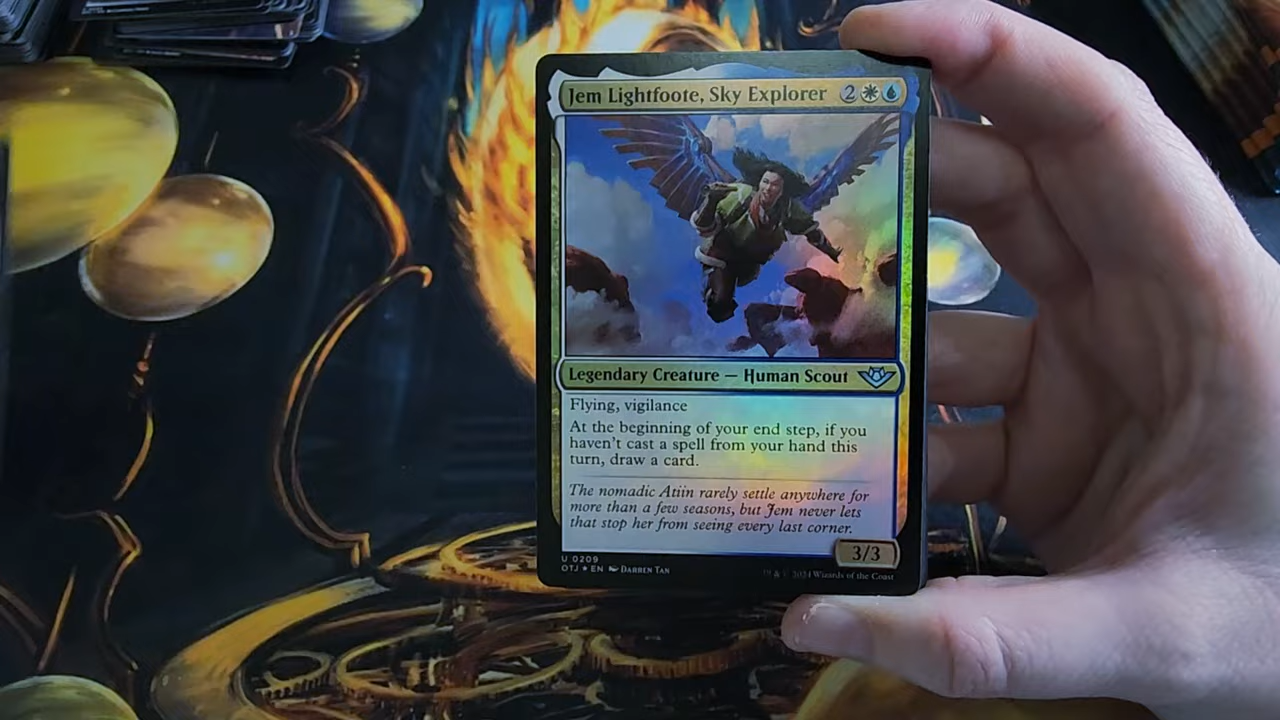 Jem Lightfoote, Sky Explorer 2
Legendary Creature — Human Scout
Flying, vigilance
At the beginning of your end step, if you
haven't cast a spell from your hand this
turn, draw a card.
The nomadic Atiin rarely settle anywhere for
more than a few seasons, but Jem never lets
that stop her from seeing every last corner.
3/3
U 0209
OTJ ★ EN Darren Tan
™ & © 2024 Wizards of the Coast